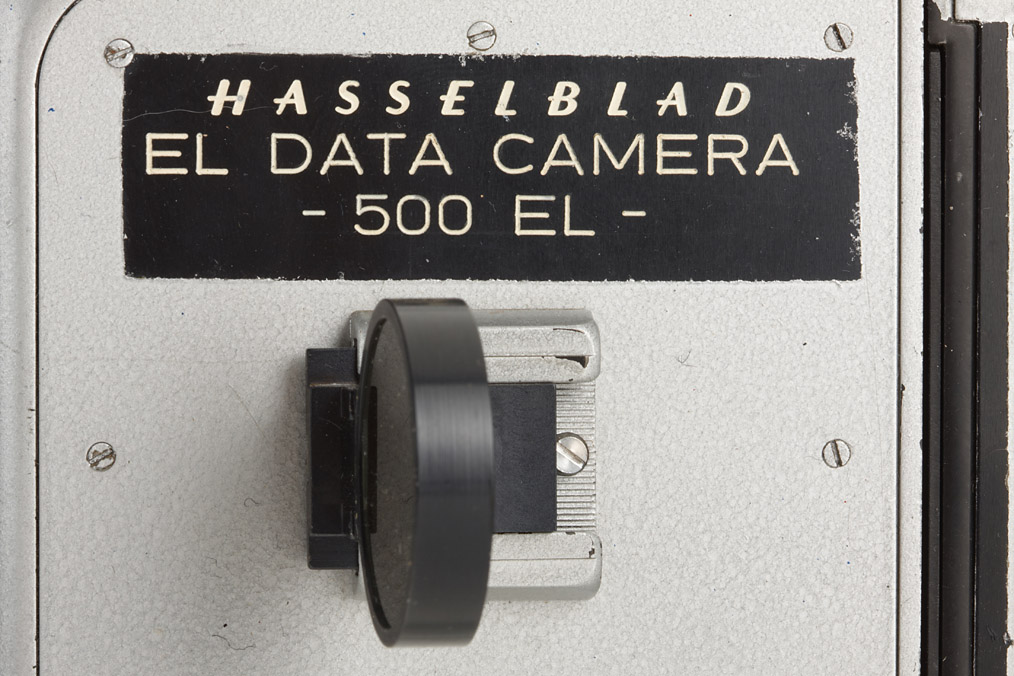 HASSELBLAD
EL DATA CAMERA
- 500 EL -